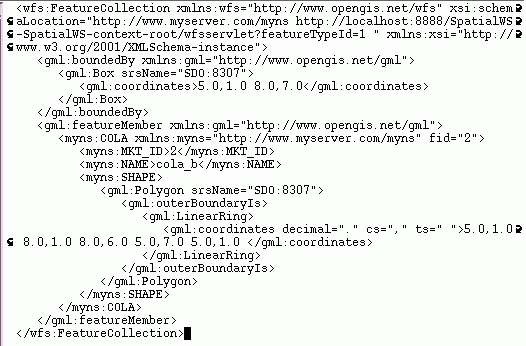 <wfs:FeatureCollection xmlns:wfs="http://www.opengis.net/wfs" xsi:schem
aLocation="http://www.myserver.com/myns http://localhost:8888/SpatialWS
-SpatialWS-context-root/wfsservlet?featureTypeId=1 " xmlns:xsi="http://
www.w3.org/2001/XMLSchema-instance">
<gml:boundedBy xmlns:gml="http://www.opengis.net/gml">
<gml:Box srsName="SDO:8307">
<gml:coordinates>5.0,1.0 8.0,7.0</gml:coordinates>
</gml:Box>
</gml:boundedBy>
<gml:featureMember xmlns:gml="http://www.opengis.net/gml">
<myns:COLA xmlns:myns="http://www.myserver.com/myns" fid="2">
<myns:MKT_ID>2</myns:MKT_ID>
<myns:NAME>cola_b</myns:NAME>
<myns:SHAPE>
<gml:Polygon srsName="SDO:8307">
<gml:outerBoundaryIs>
<gml:LinearRing>
<gml:coordinates decimal="." cs="," ts=" ">5.0,1.0
8.0,1.0 8.0,6.0 5.0,7.0 5.0,1.0 </gml:coordinates>
</gml:LinearRing>
</gml:outerBoundaryIs>
</gml:Polygon>
</myns:SHAPE>
</myns:COLA>
</gml:featureMember>
</wfs:FeatureCollection>